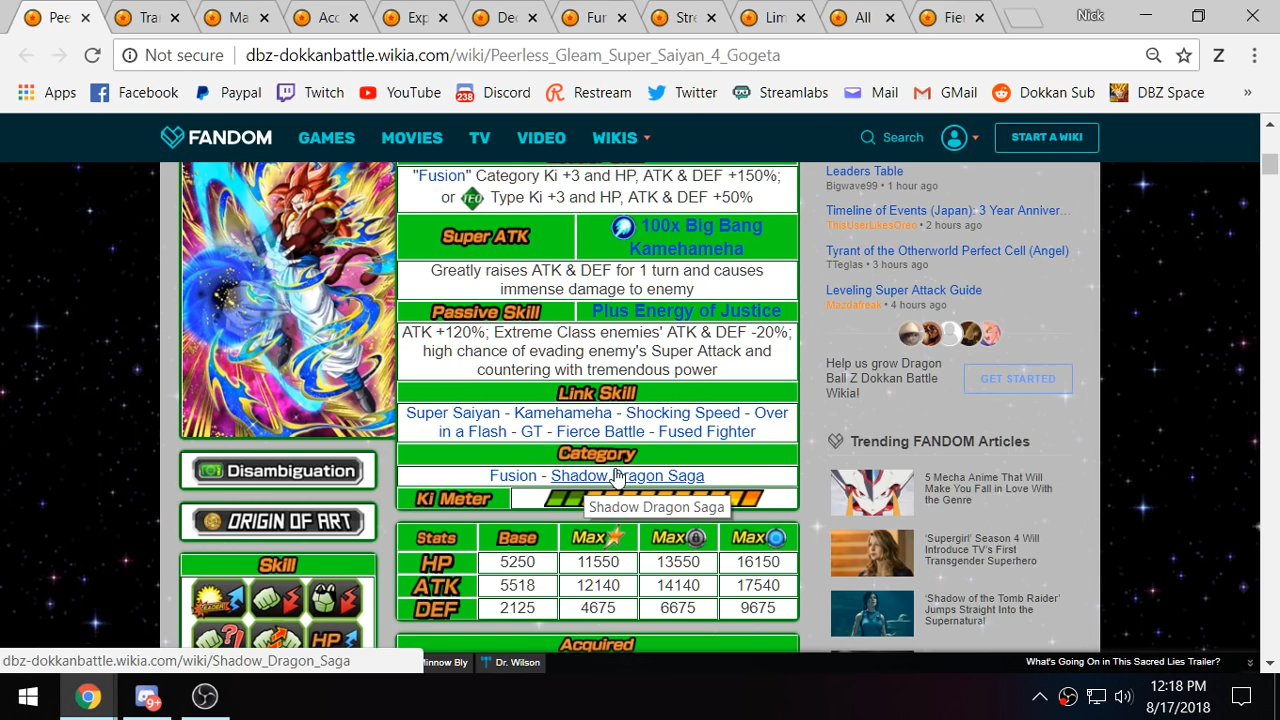 Pee
Tra
Ma
Acc
Exp
Dec
Fur
Stre
Lim
All
Fier
Nick
Not secure
dbz-dokkanbattle.wikia.com/wiki/Peerless_Gleam_Super_Saiyan_4_Gogeta
Z
Apps
Facebook
Paypal
YouTube
Twitch
238
Discord
Restream
Twitter
Streamlabs
Mail
GMail
Dokkan Sub
DBZ Space
»
FANDOM
GAMES
MOVIES
TV
VIDEO
WIKIS
Search
START A WIKI
"Fusion" Category Ki +3 and HP, ATK & DEF +150%;
or TEQ Type Ki +3 and HP, ATK & DEF +50%
Super ATK
100x Big Bang
Kamehameha
Greatly raises ATK & DEF for 1 turn and causes
immense damage to enemy
Passive Skill
Plus Energy of Justice
ATK +120%; Extreme Class enemies' ATK & DEF -20%;
high chance of evading enemy's Super Attack and
countering with tremendous power
Link Skill
Super Saiyan - Kamehameha - Shocking Speed - Over
in a Flash - GT - Fierce Battle - Fused Fighter
Category
Fusion - Shadow Dragon Saga
Ki Meter
Shadow Dragon Saga
Stats Base Max Max Max
HP 5250 11550 13550 16150
ATK 5518 12140 14140 17540
DEF 2125 4675 6675 9675
Acquired
Disambiguation
ORIGIN OF ART
Skill
LEADER
HP
Leaders Table
Bigwave99 • 1 hour ago
Timeline of Events (Japan): 3 Year Anniver...
ThisUserLikesOreo • 2 hours ago
Tyrant of the Otherworld Perfect Cell (Angel)
TTeglas • 3 hours ago
Leveling Super Attack Guide
Mazdafreak • 4 hours ago
Help us grow Dragon
Ball Z Dokkan Battle
Wikia!
GET STARTED
Trending FANDOM Articles
5 Mecha Anime That Will
Make You Fall in Love With
the Genre
'Supergirl' Season 4 Will
Introduce TV's First
Transgender Superhero
'Shadow of the Tomb Raider'
Jumps Straight Into the
Supernatural
dbz-dokkanbattle.wikia.com/wiki/Shadow_Dragon_Saga
Minnow Bly
Dr. Wilson
What's Going On in This Sacred Lies Trailer?
9+
12:18 PM
8/17/2018